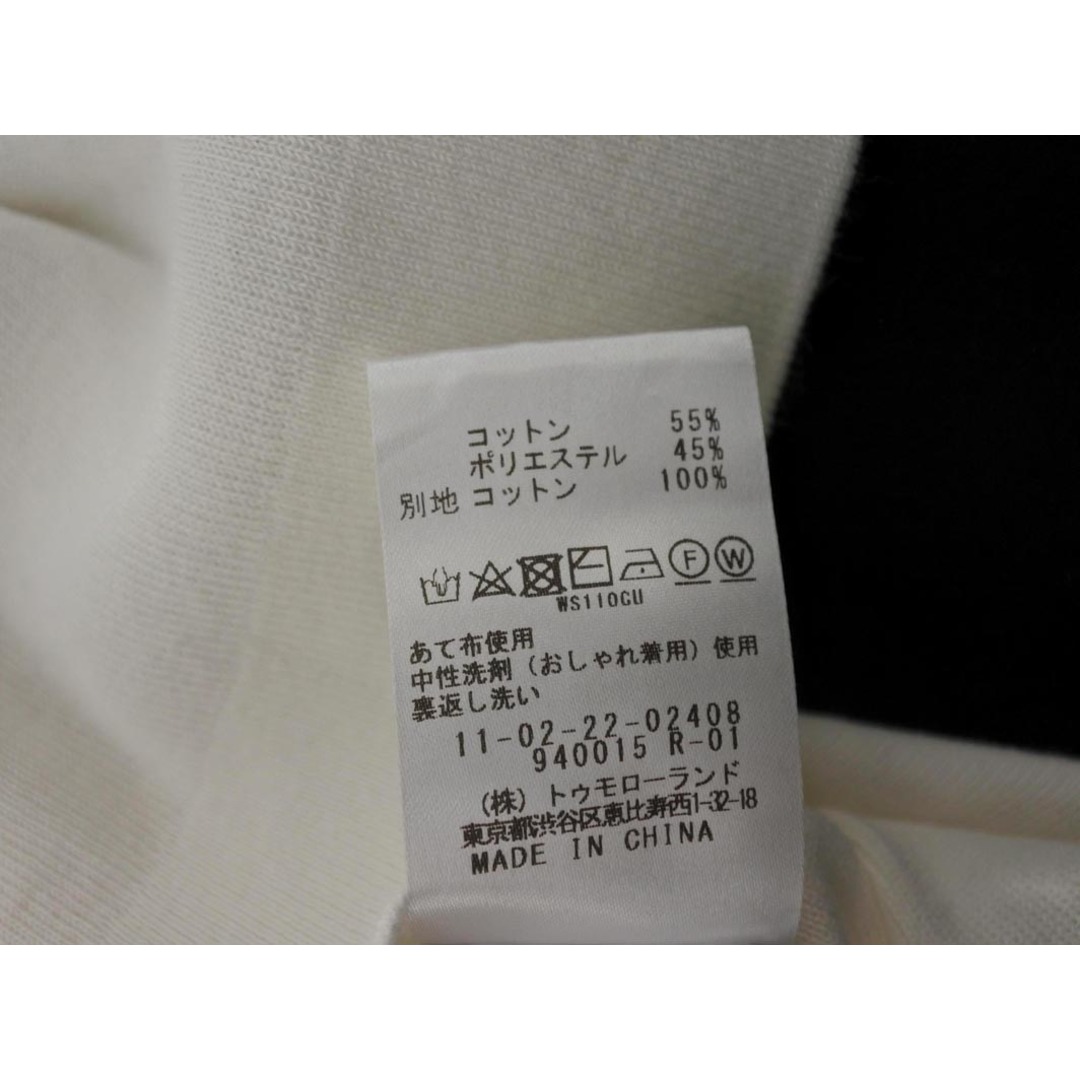 コットン 55%
ポリエステル 45%
別地 コットン 100%
F W
WS110CU
あて布使用
中性洗剤（おしゃれ着用）使用
裏返し洗い
11-02-22-02408
940015 R-01
（株）トゥモローランド
東京都渋谷区恵比寿西1-32-18
MADE IN CHINA